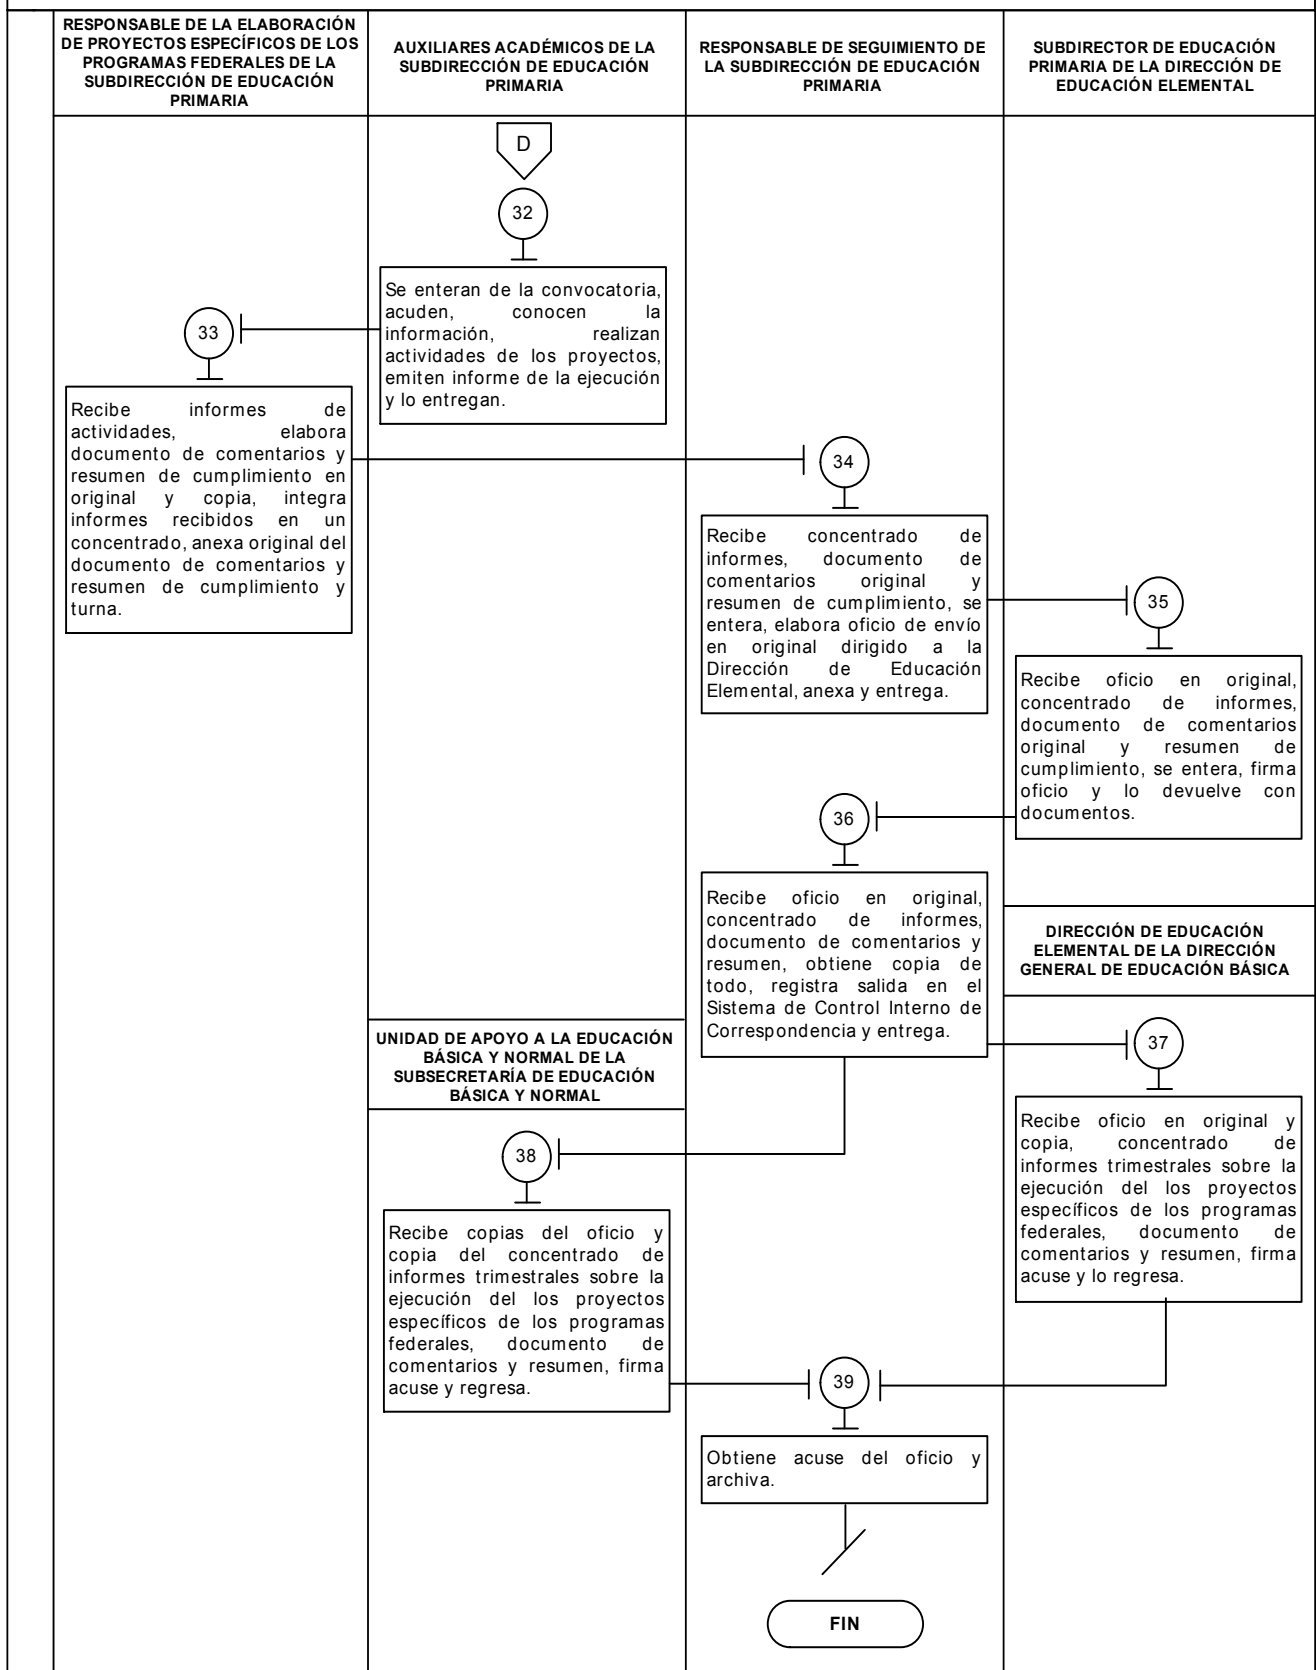 RESPONSABLE DE LA ELABORACIÓN
DE PROYECTOS ESPECÍFICOS DE LOS
PROGRAMAS FEDERALES DE LA
SUBDIRECCIÓN DE EDUCACIÓN
PRIMARIA
AUXILIARES ACADÉMICOS DE LA
SUBDIRECCIÓN DE EDUCACIÓN
PRIMARIA
RESPONSABLE DE SEGUIMIENTO DE
LA SUBDIRECCIÓN DE EDUCACIÓN
PRIMARIA
SUBDIRECTOR DE EDUCACIÓN
PRIMARIA DE LA DIRECCIÓN DE
EDUCACIÓN ELEMENTAL
D
32
Se enteran de la convocatoria,
acuden, conocen la
información, realizan
actividades de los proyectos,
emiten informe de la ejecución
y lo entregan.
33
Recibe informes de
actividades, elabora
documento de comentarios y
resumen de cumplimiento en
original y copia, integra
informes recibidos en un
concentrado, anexa original del
documento de comentarios y
resumen de cumplimiento y
turna.
34
Recibe concentrado de
informes, documento de
comentarios original y
resumen de cumplimiento, se
entera, elabora oficio de envío
en original dirigido a la
Dirección de Educación
Elemental, anexa y entrega.
35
Recibe oficio en original,
concentrado de informes,
documento de comentarios
original y resumen de
cumplimiento, se entera, firma
oficio y lo devuelve con
documentos.
36
Recibe oficio en original,
concentrado de informes,
documento de comentarios y
resumen, obtiene copia de
todo, registra salida en el
Sistema de Control Interno de
Correspondencia y entrega.
DIRECCIÓN DE EDUCACIÓN
ELEMENTAL DE LA DIRECCIÓN
GENERAL DE EDUCACIÓN BÁSICA
37
Recibe oficio en original y
copia, concentrado de
informes trimestrales sobre la
ejecución del los proyectos
específicos de los programas
federales, documento de
comentarios y resumen, firma
acuse y lo regresa.
UNIDAD DE APOYO A LA EDUCACIÓN
BÁSICA Y NORMAL DE LA
SUBSECRETARÍA DE EDUCACIÓN
BÁSICA Y NORMAL
38
Recibe copias del oficio y
copia del concentrado de
informes trimestrales sobre la
ejecución del los proyectos
específicos de los programas
federales, documento de
comentarios y resumen, firma
acuse y regresa.
39
Obtiene acuse del oficio y
archiva.
FIN